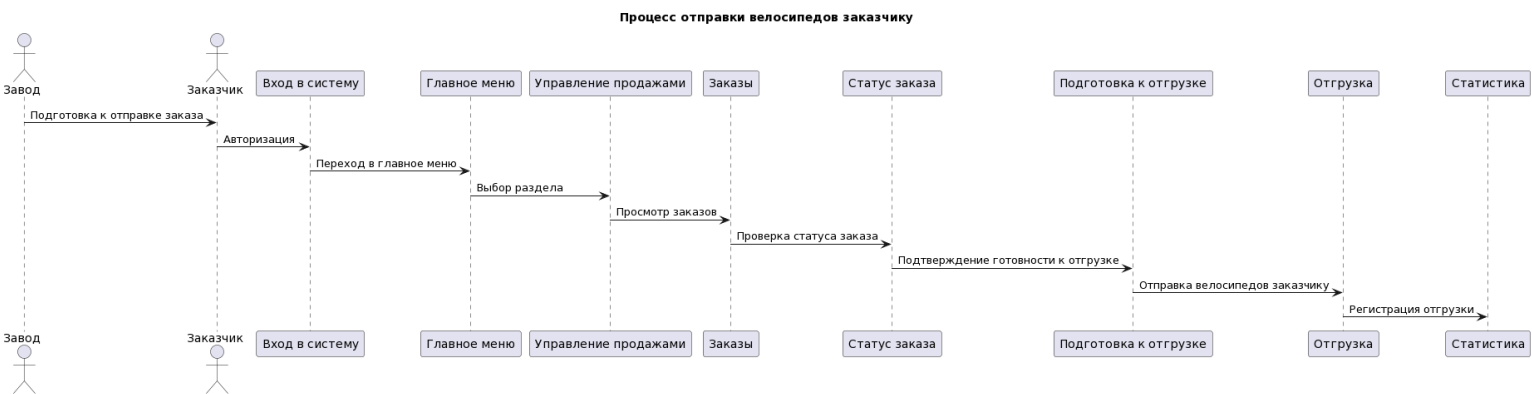 Процесс отправки велосипедов заказчику
Завод
Заказчик
Вход в систему
Главное меню
Управление продажами
Заказы
Статус заказа
Подготовка к отгрузке
Отгрузка
Статистика
Подготовка к отправке заказа
Авторизация
Переход в главное меню
Выбор раздела
Просмотр заказов
Проверка статуса заказа
Подтверждение готовности к отгрузке
Отправка велосипедов заказчику
Регистрация отгрузки
Завод
Заказчик
Вход в систему
Главное меню
Управление продажами
Заказы
Статус заказа
Подготовка к отгрузке
Отгрузка
Статистика